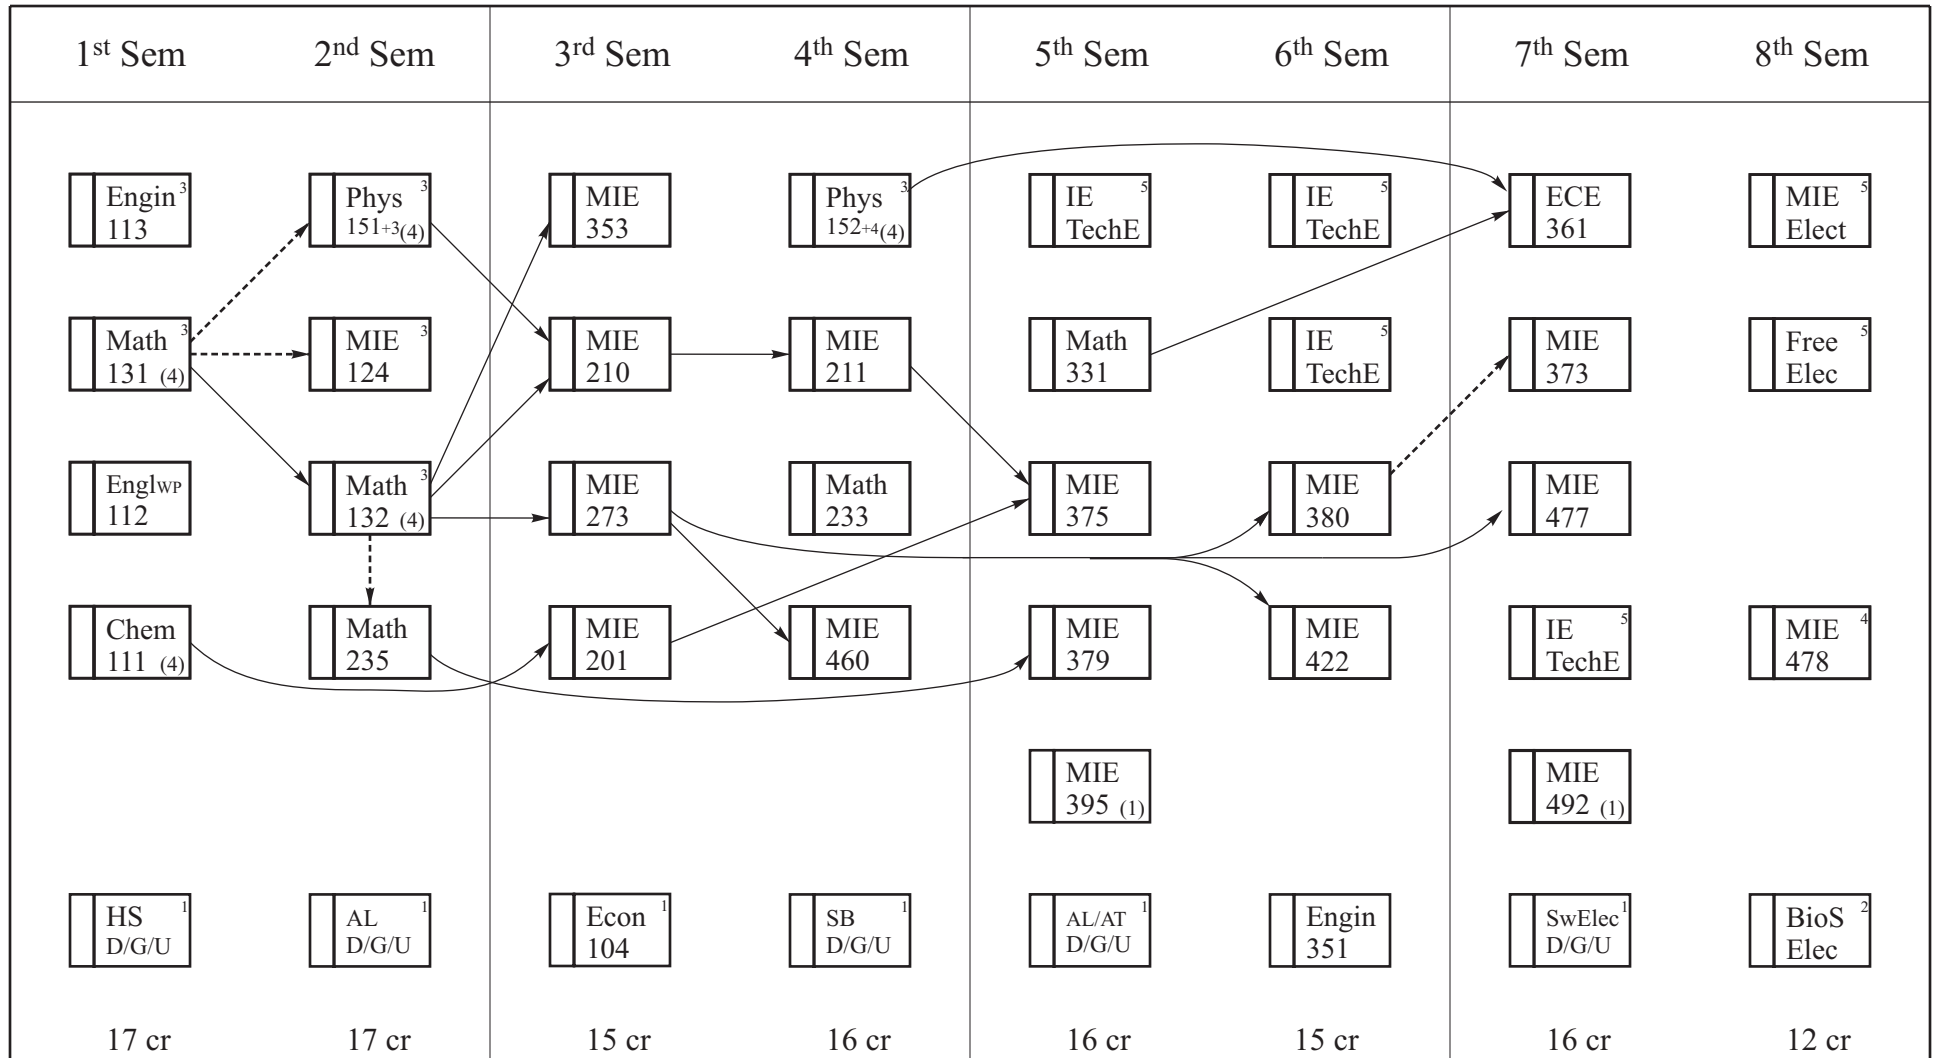 1st Sem 2nd Sem 3rd Sem 4th Sem 5th Sem 6th Sem 7th Sem 8th Sem
Engin 3 Phys 3 MIE Phys 3 IE 5 IE 5 ECE MIE 5
113 151+3(4) 353 152+4(4) TechE TechE 361 Elect
Math 3 MIE 3 MIE MIE Math IE 5 MIE Free 5
131 (4) 124 210 211 331 TechE 373 Elec
EnglWP Math 3 MIE Math MIE MIE MIE
112 132 (4) 273 233 375 380 477
Chem Math MIE MIE MIE MIE IE 5 MIE 4
111 (4) 235 201 460 379 422 TechE 478
MIE MIE
395 (1) 492 (1)
HS 1 AL 1 Econ 1 SB 1 AL/AT 1 Engin SwElec 1 BioS 2
D/G/U D/G/U 104 D/G/U D/G/U 351 D/G/U Elec
17 cr 17 cr 15 cr 16 cr 16 cr 15 cr 16 cr 12 cr